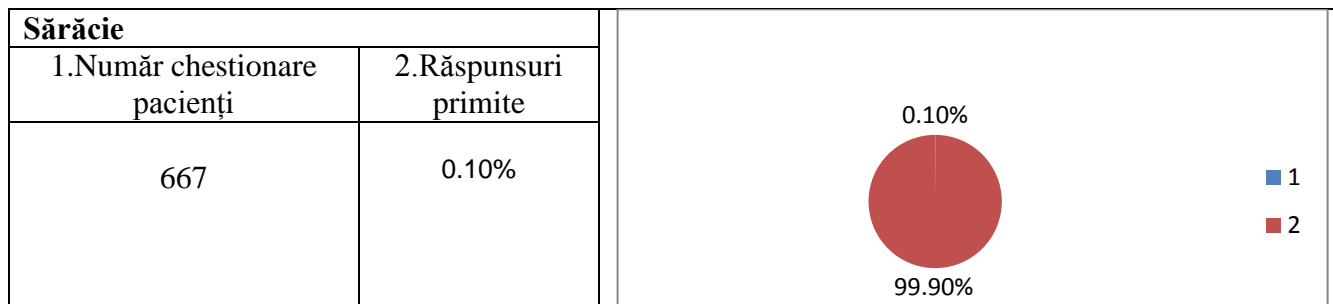 Sărăcie
1.Număr chestionare
pacienți
2.Răspunsuri
primite
667
0.10%
0.10%
99.90%
1
2